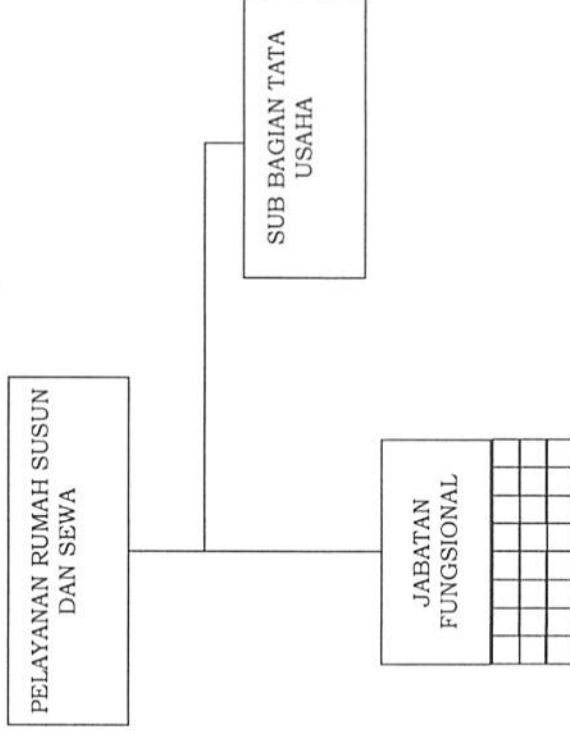 PELAYANAN RUMAH SUSUN
DAN SEWA
SUB BAGIAN TATA
USAHA
JABATAN
FUNGSIONAL